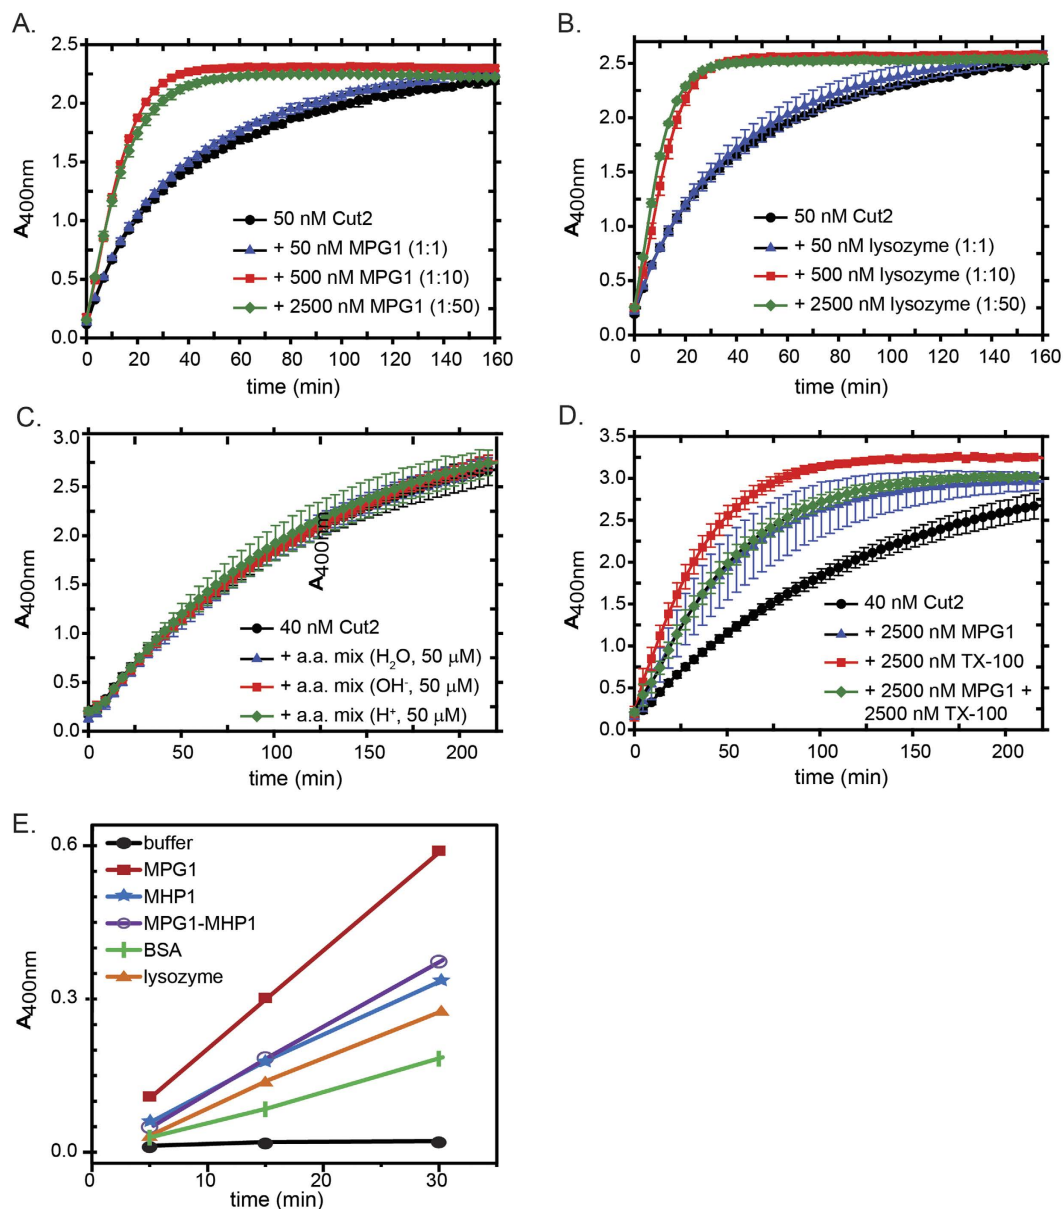 A.
2.5
2.0
1.5
1.0
0.5
0.0
A400nm
50 nM Cut2
+ 50 nM MPG1 (1:1)
+ 500 nM MPG1 (1:10)
+ 2500 nM MPG1 (1:50)
0 20 40 60 80 100 120 140 160
time (min)
B.
2.5
2.0
1.5
1.0
0.5
0.0
A400nm
50 nM Cut2
+ 50 nM lysozyme (1:1)
+ 500 nM lysozyme (1:10)
+ 2500 nM lysozyme (1:50)
0 20 40 60 80 100 120 140 160
time (min)
C.
3.0
2.5
2.0
1.5
1.0
0.5
0.0
A400nm
40 nM Cut2
+ a.a. mix (H2O, 50 μM)
+ a.a. mix (OH-, 50 μM)
+ a.a. mix (H+, 50 μM)
0 50 100 150 200
time (min)
A400nm
D.
3.5
3.0
2.5
2.0
1.5
1.0
0.5
0.0
40 nM Cut2
+ 2500 nM MPG1
+ 2500 nM TX-100
+ 2500 nM MPG1 +
2500 nM TX-100
0 50 100 150 200
time (min)
E.
0.6
0.3
0.0
A400nm
buffer
MPG1
MHP1
MPG1-MHP1
BSA
lysozyme
0 10 20 30
time (min)